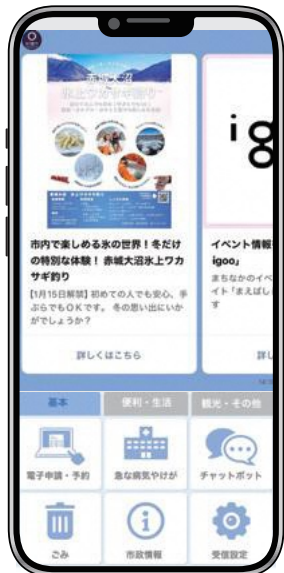 赤城大沼
氷上ワカサギ釣り
市内で楽しめる氷の世界!冬だけ
の特別な体験! 赤城大沼氷上ワカ
サギ釣り
【1月15日解禁】初めての人でも安心、手
ぶらでもOKです。 冬の思い出にいか
がでしょうか?
詳しくはこちら
ig
イベント情報
igoo」
まちなかのイベ
イト「まえばし
す
詳し
基本
便利・生活
観光・その他
電子申請・予約
急な病気やけが
チャットボット
ごみ
市政情報
受信設定